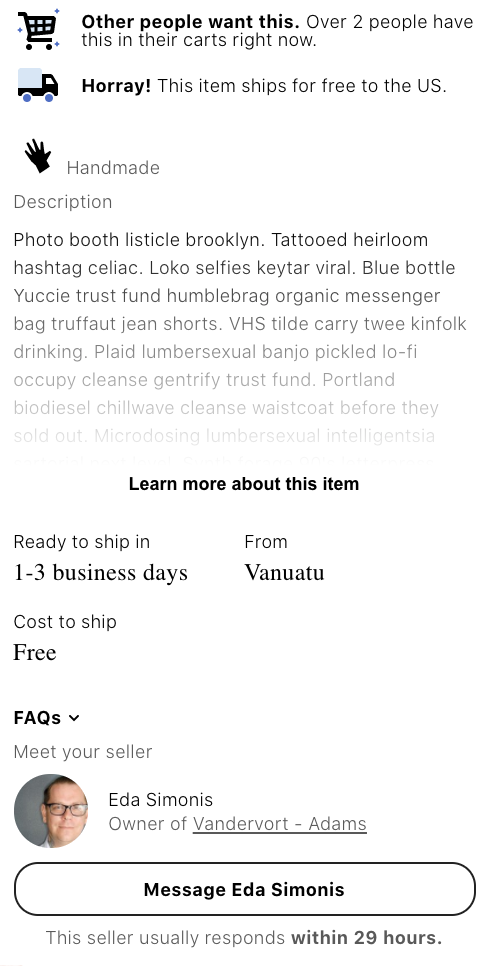 Other people want this. Over 2 people have
this in their carts right now.
Horray! This item ships for free to the US.
Handmade
Description
Photo booth listicle brooklyn. Tattooed heirloom
hashtag celiac. Loko selfies keytar viral. Blue bottle
Yuccie trust fund humblebrag organic messenger
bag truffaut jean shorts. VHS tilde carry twee kinfolk
drinking. Plaid lumbersexual banjo pickled lo-fi
occupy cleanse gentrify trust fund. Portland
biodiesel chillwave cleanse waistcoat before they
sold out. Microdosing lumbersexual intelligentsia
Learn more about this item
Ready to ship in
1-3 business days
From
Vanuatu
Cost to ship
Free
FAQs
Meet your seller
Eda Simonis
Owner of Vandervort - Adams
Message Eda Simonis
This seller usually responds within 29 hours.